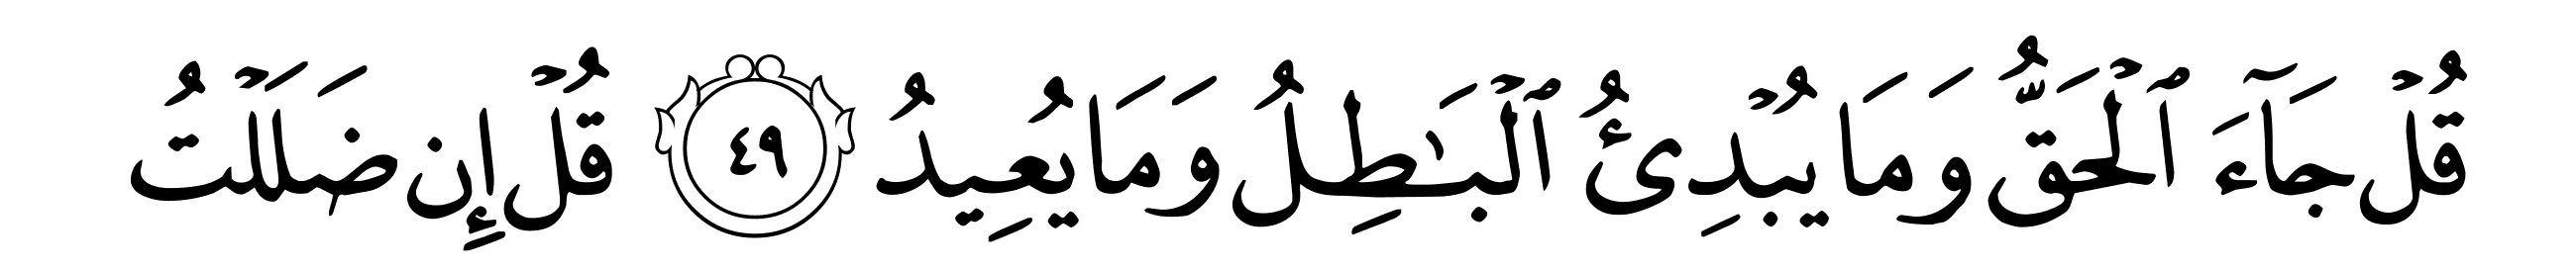 قُلۡ جَآءَ ٱلۡحَقُّ وَمَا يُبۡدِئُ ٱلۡبَٰطِلُ وَمَا يُعِيدُ ٤٩ قُلۡ إِن ضَلَلۡتُ